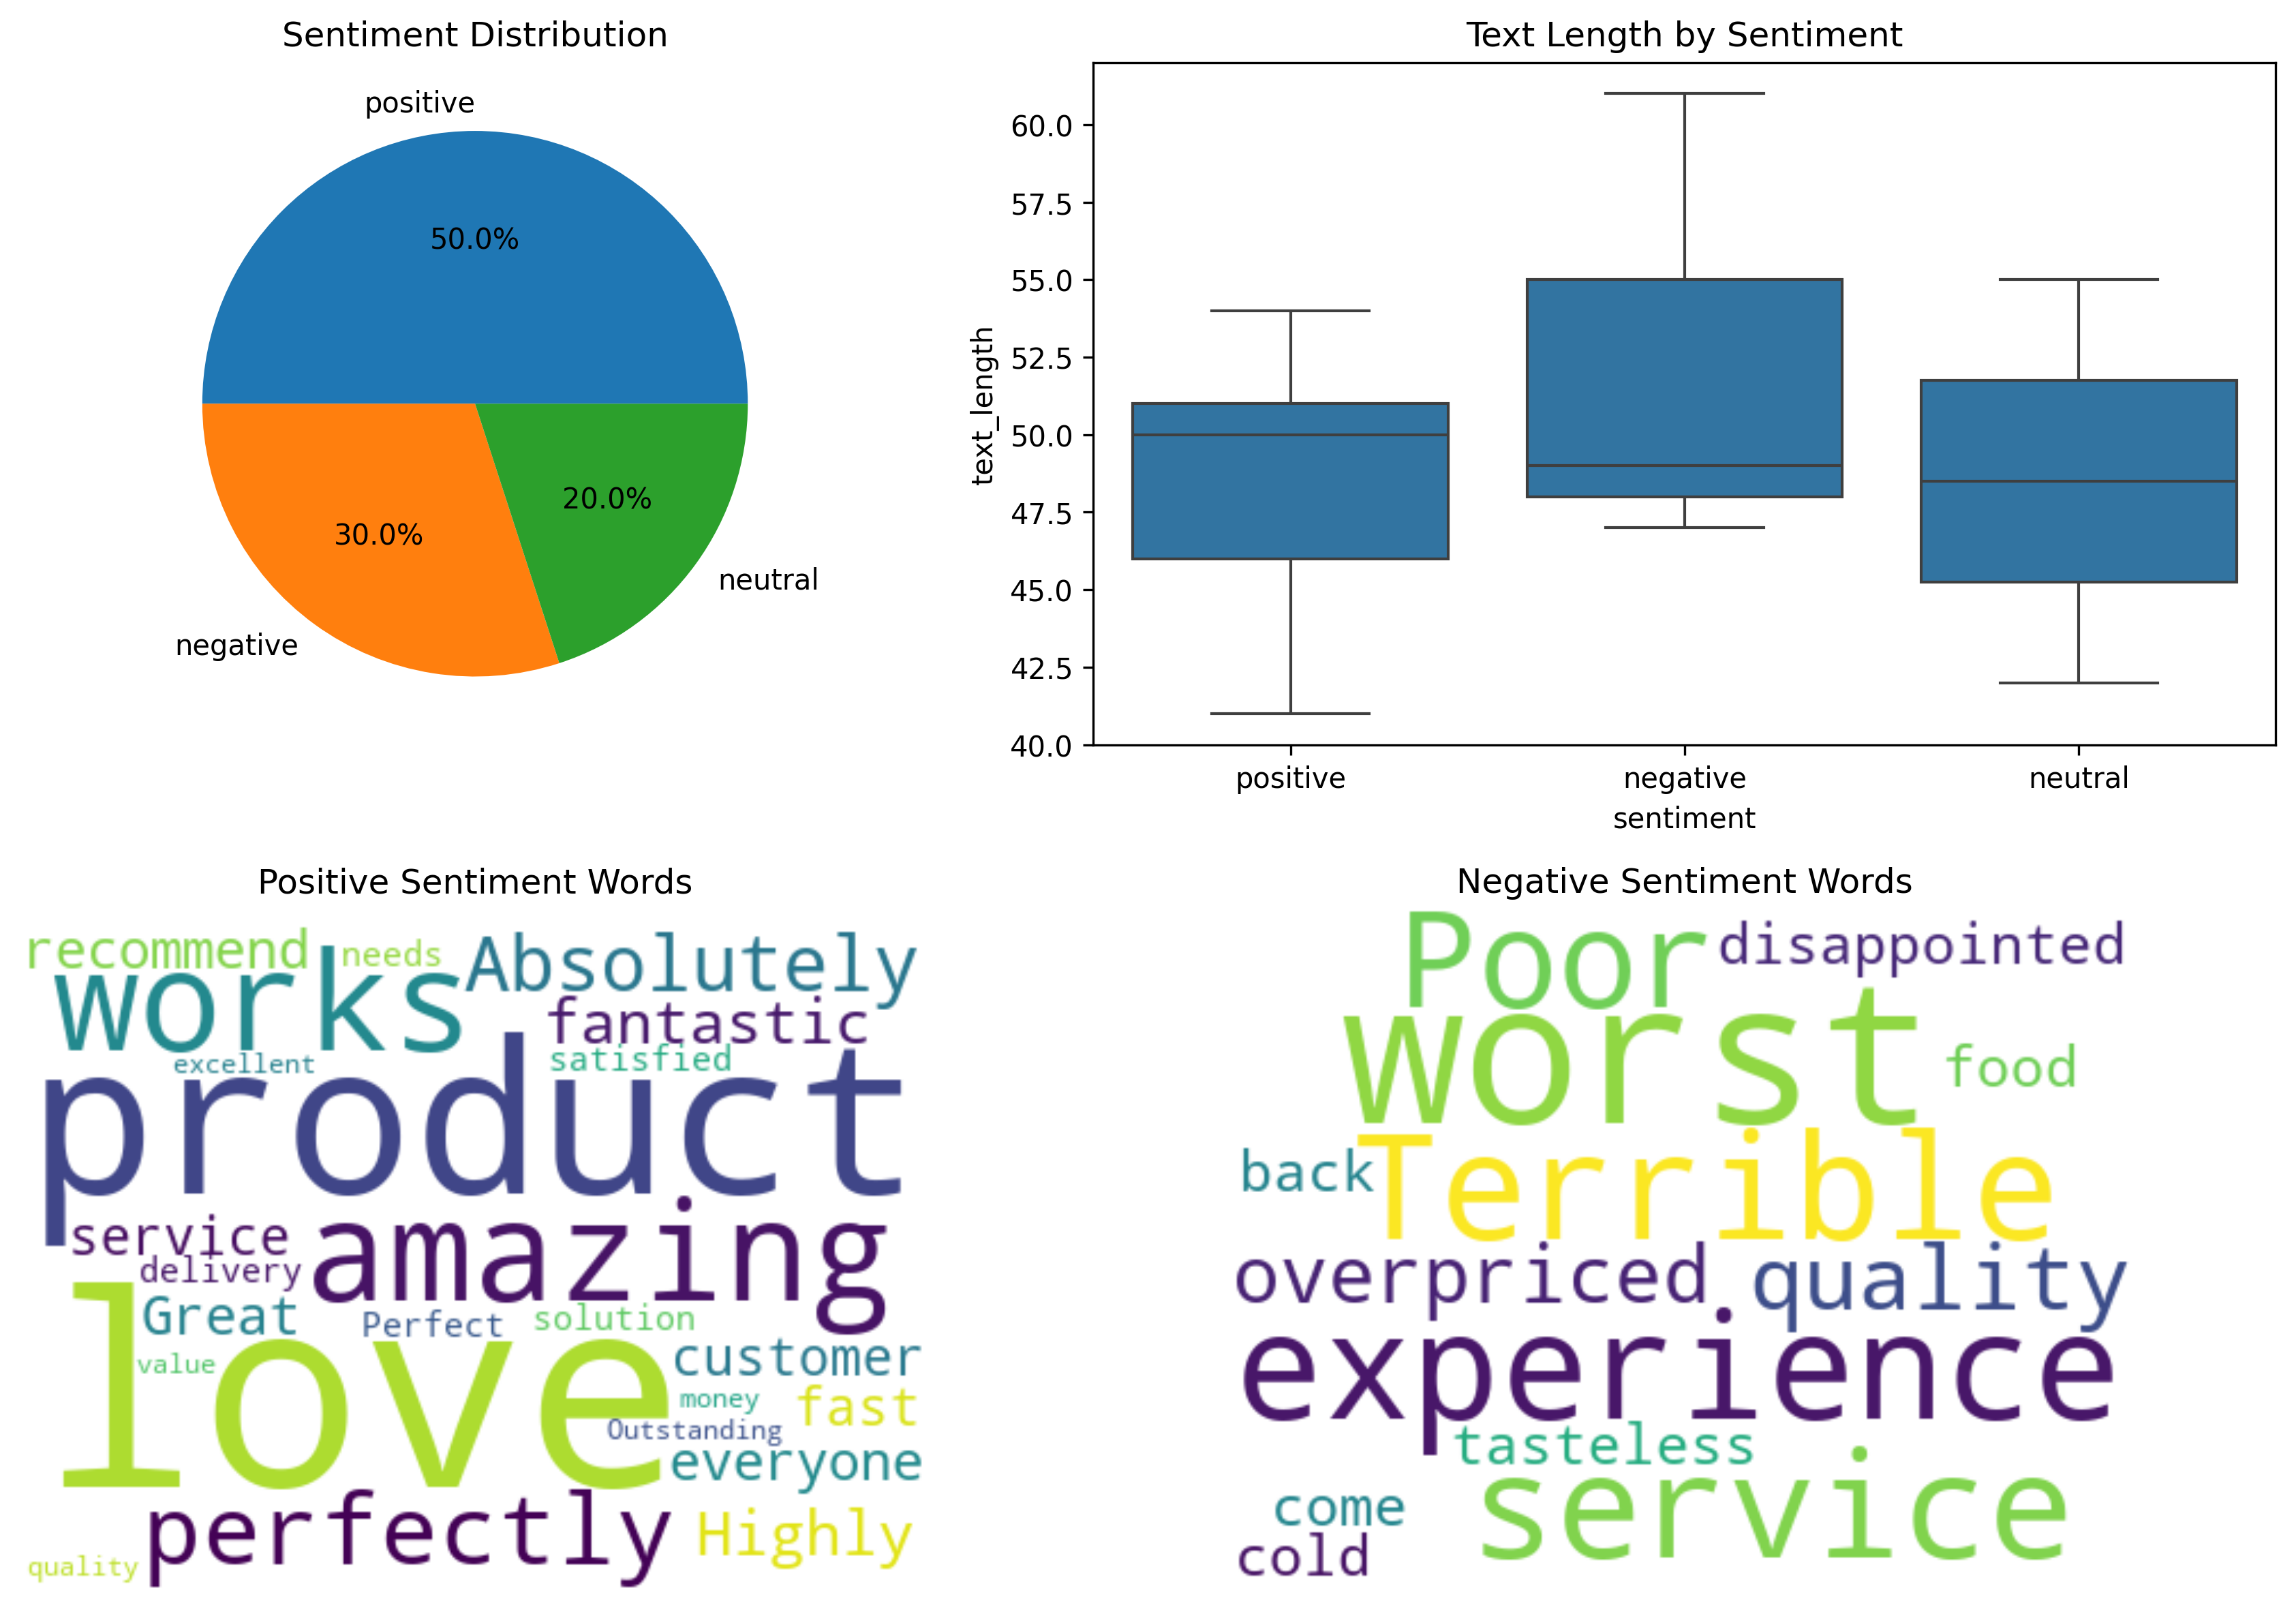 Sentiment Distribution
positive
50.0%
30.0%
20.0%
negative
neutral
Text Length by Sentiment
text_length
60.0
57.5
55.0
52.5
50.0
47.5
45.0
42.5
40.0
positive negative neutral
sentiment
Positive Sentiment Words
recommend needs Absolutely
works
fantastic
excellent satisfied
product
service
amazing
delivery
Great Perfect solution
love
value
customer
money fast
Outstanding
everyone
perfectly Highly
quality
Negative Sentiment Words
Poor disappointed
worst food
back Terrible
overpriced quality
experience
tasteless
come service
cold